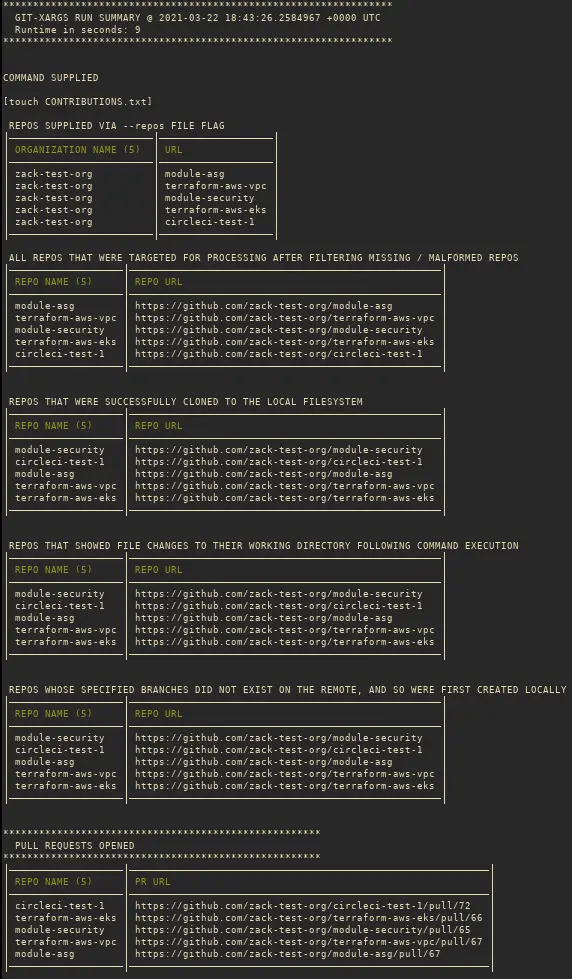 *****************************************************************
GIT-XARGS RUN SUMMARY @ 2021-03-22 18:43:26.2584967 +0000 UTC
Runtime in seconds: 9
*****************************************************************
COMMAND SUPPLIED
[touch CONTRIBUTIONS.txt]
REPOS SUPPLIED VIA --repos FILE FLAG
ORGANIZATION NAME (5) URL
zack-test-org module-asg
zack-test-org terraform-aws-vpc
zack-test-org module-security
zack-test-org terraform-aws-eks
zack-test-org circleci-test-1
ALL REPOS THAT WERE TARGETED FOR PROCESSING AFTER FILTERING MISSING / MALFORMED REPOS
REPO NAME (5) REPO URL
module-asg https://github.com/zack-test-org/module-asg
terraform-aws-vpc https://github.com/zack-test-org/terraform-aws-vpc
module-security https://github.com/zack-test-org/module-security
terraform-aws-eks https://github.com/zack-test-org/terraform-aws-eks
circleci-test-1 https://github.com/zack-test-org/circleci-test-1
REPOS THAT WERE SUCCESSFULLY CLONED TO THE LOCAL FILESYSTEM
REPO NAME (5) REPO URL
module-security https://github.com/zack-test-org/module-security
circleci-test-1 https://github.com/zack-test-org/circleci-test-1
module-asg https://github.com/zack-test-org/module-asg
terraform-aws-vpc https://github.com/zack-test-org/terraform-aws-vpc
terraform-aws-eks https://github.com/zack-test-org/terraform-aws-eks
REPOS THAT SHOWED FILE CHANGES TO THEIR WORKING DIRECTORY FOLLOWING COMMAND EXECUTION
REPO NAME (5) REPO URL
module-security https://github.com/zack-test-org/module-security
circleci-test-1 https://github.com/zack-test-org/circleci-test-1
module-asg https://github.com/zack-test-org/module-asg
terraform-aws-vpc https://github.com/zack-test-org/terraform-aws-vpc
terraform-aws-eks https://github.com/zack-test-org/terraform-aws-eks
REPOS WHOSE SPECIFIED BRANCHES DID NOT EXIST ON THE REMOTE, AND SO WERE FIRST CREATED LOCALLY
REPO NAME (5) REPO URL
module-security https://github.com/zack-test-org/module-security
circleci-test-1 https://github.com/zack-test-org/circleci-test-1
module-asg https://github.com/zack-test-org/module-asg
terraform-aws-vpc https://github.com/zack-test-org/terraform-aws-vpc
terraform-aws-eks https://github.com/zack-test-org/terraform-aws-eks
*****************************************************
PULL REQUESTS OPENED
*****************************************************
REPO NAME (5) PR URL
circleci-test-1 https://github.com/zack-test-org/circleci-test-1/pull/72
terraform-aws-eks https://github.com/zack-test-org/terraform-aws-eks/pull/66
module-security https://github.com/zack-test-org/module-security/pull/65
terraform-aws-vpc https://github.com/zack-test-org/terraform-aws-vpc/pull/67
module-asg https://github.com/zack-test-org/module-asg/pull/67